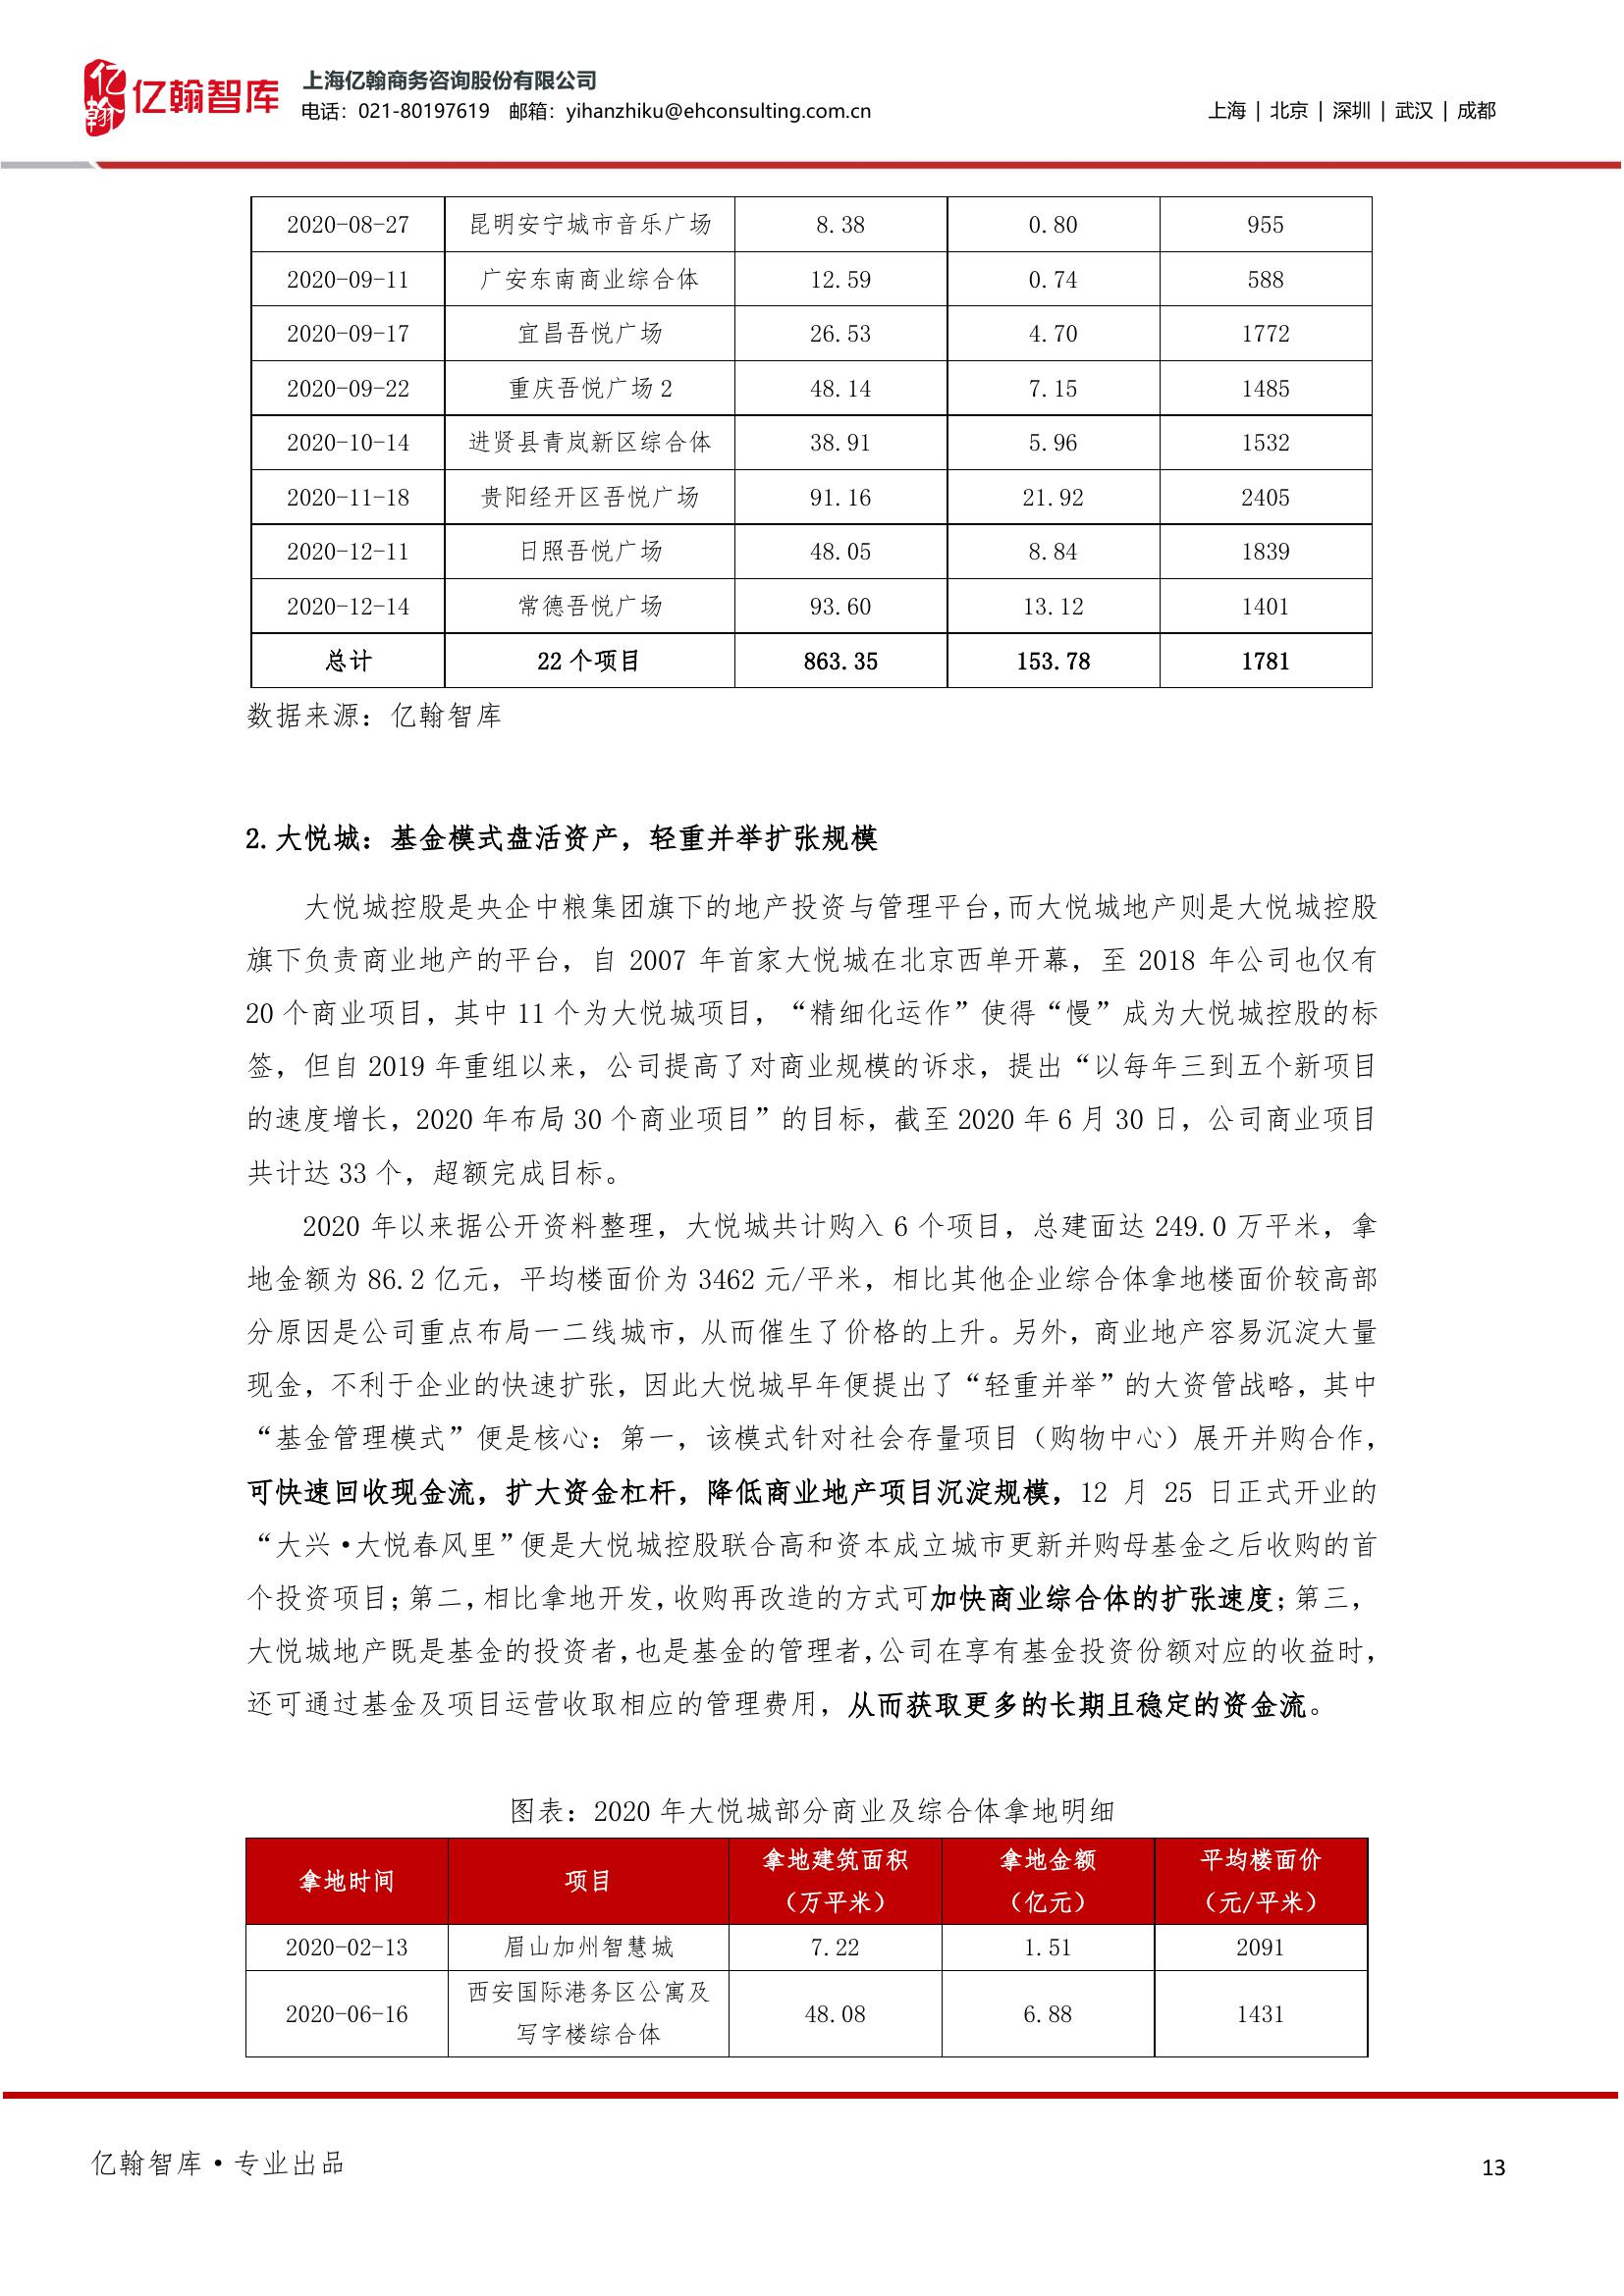 亿翰
亿翰智库
上海亿翰商务咨询股份有限公司
电话：021-80197619 邮箱：yihanzhiku@ehconsulting.com.cn
上海 | 北京 | 深圳 | 武汉 | 成都
2020-08-27 昆明安宁城市音乐广场 8.38 0.80 955
2020-09-11 广安东南商业综合体 12.59 0.74 588
2020-09-17 宜昌吾悦广场 26.53 4.70 1772
2020-09-22 重庆吾悦广场 2 48.14 7.15 1485
2020-10-14 进贤县青岚新区综合体 38.91 5.96 1532
2020-11-18 贵阳经开区吾悦广场 91.16 21.92 2405
2020-12-11 日照吾悦广场 48.05 8.84 1839
2020-12-14 常德吾悦广场 93.60 13.12 1401
总计 22 个项目 863.35 153.78 1781
数据来源：亿翰智库
2.大悦城：基金模式盘活资产，轻重并举扩张规模
大悦城控股是央企中粮集团旗下的地产投资与管理平台，而大悦城地产则是大悦城控股
旗下负责商业地产的平台，自 2007 年首家大悦城在北京西单开幕，至 2018 年公司也仅有
20 个商业项目，其中 11 个为大悦城项目，“精细化运作”使得“慢”成为大悦城控股的标
签，但自 2019 年重组以来，公司提高了对商业规模的诉求，提出“以每年三到五个新项目
的速度增长，2020 年布局 30 个商业项目”的目标，截至 2020 年 6 月 30 日，公司商业项目
共计达 33 个，超额完成目标。
2020 年以来据公开资料整理，大悦城共计购入 6 个项目，总建面达 249.0 万平米，拿
地金额为 86.2 亿元，平均楼面价为 3462 元/平米，相比其他企业综合体拿地楼面价较高部
分原因是公司重点布局一二线城市，从而催生了价格的上升。另外，商业地产容易沉淀大量
现金，不利于企业的快速扩张，因此大悦城早年便提出了“轻重并举”的大资管战略，其中
“基金管理模式”便是核心：第一，该模式针对社会存量项目（购物中心）展开并购合作，
可快速回收现金流，扩大资金杠杆，降低商业地产项目沉淀规模，12 月 25 日正式开业的
“大兴·大悦春风里”便是大悦城控股联合高和资本成立城市更新并购母基金之后收购的首
个投资项目；第二，相比拿地开发，收购再改造的方式可加快商业综合体的扩张速度；第三，
大悦城地产既是基金的投资者，也是基金的管理者，公司在享有基金投资份额对应的收益时，
还可通过基金及项目运营收取相应的管理费用，从而获取更多的长期且稳定的资金流。
图表：2020 年大悦城部分商业及综合体拿地明细
拿地时间 项目 拿地建筑面积（万平米） 拿地金额（亿元） 平均楼面价（元/平米）
2020-02-13 眉山加州智慧城 7.22 1.51 2091
2020-06-16 西安国际港务区公寓及写字楼综合体 48.08 6.88 1431
亿翰智库·专业出品
13